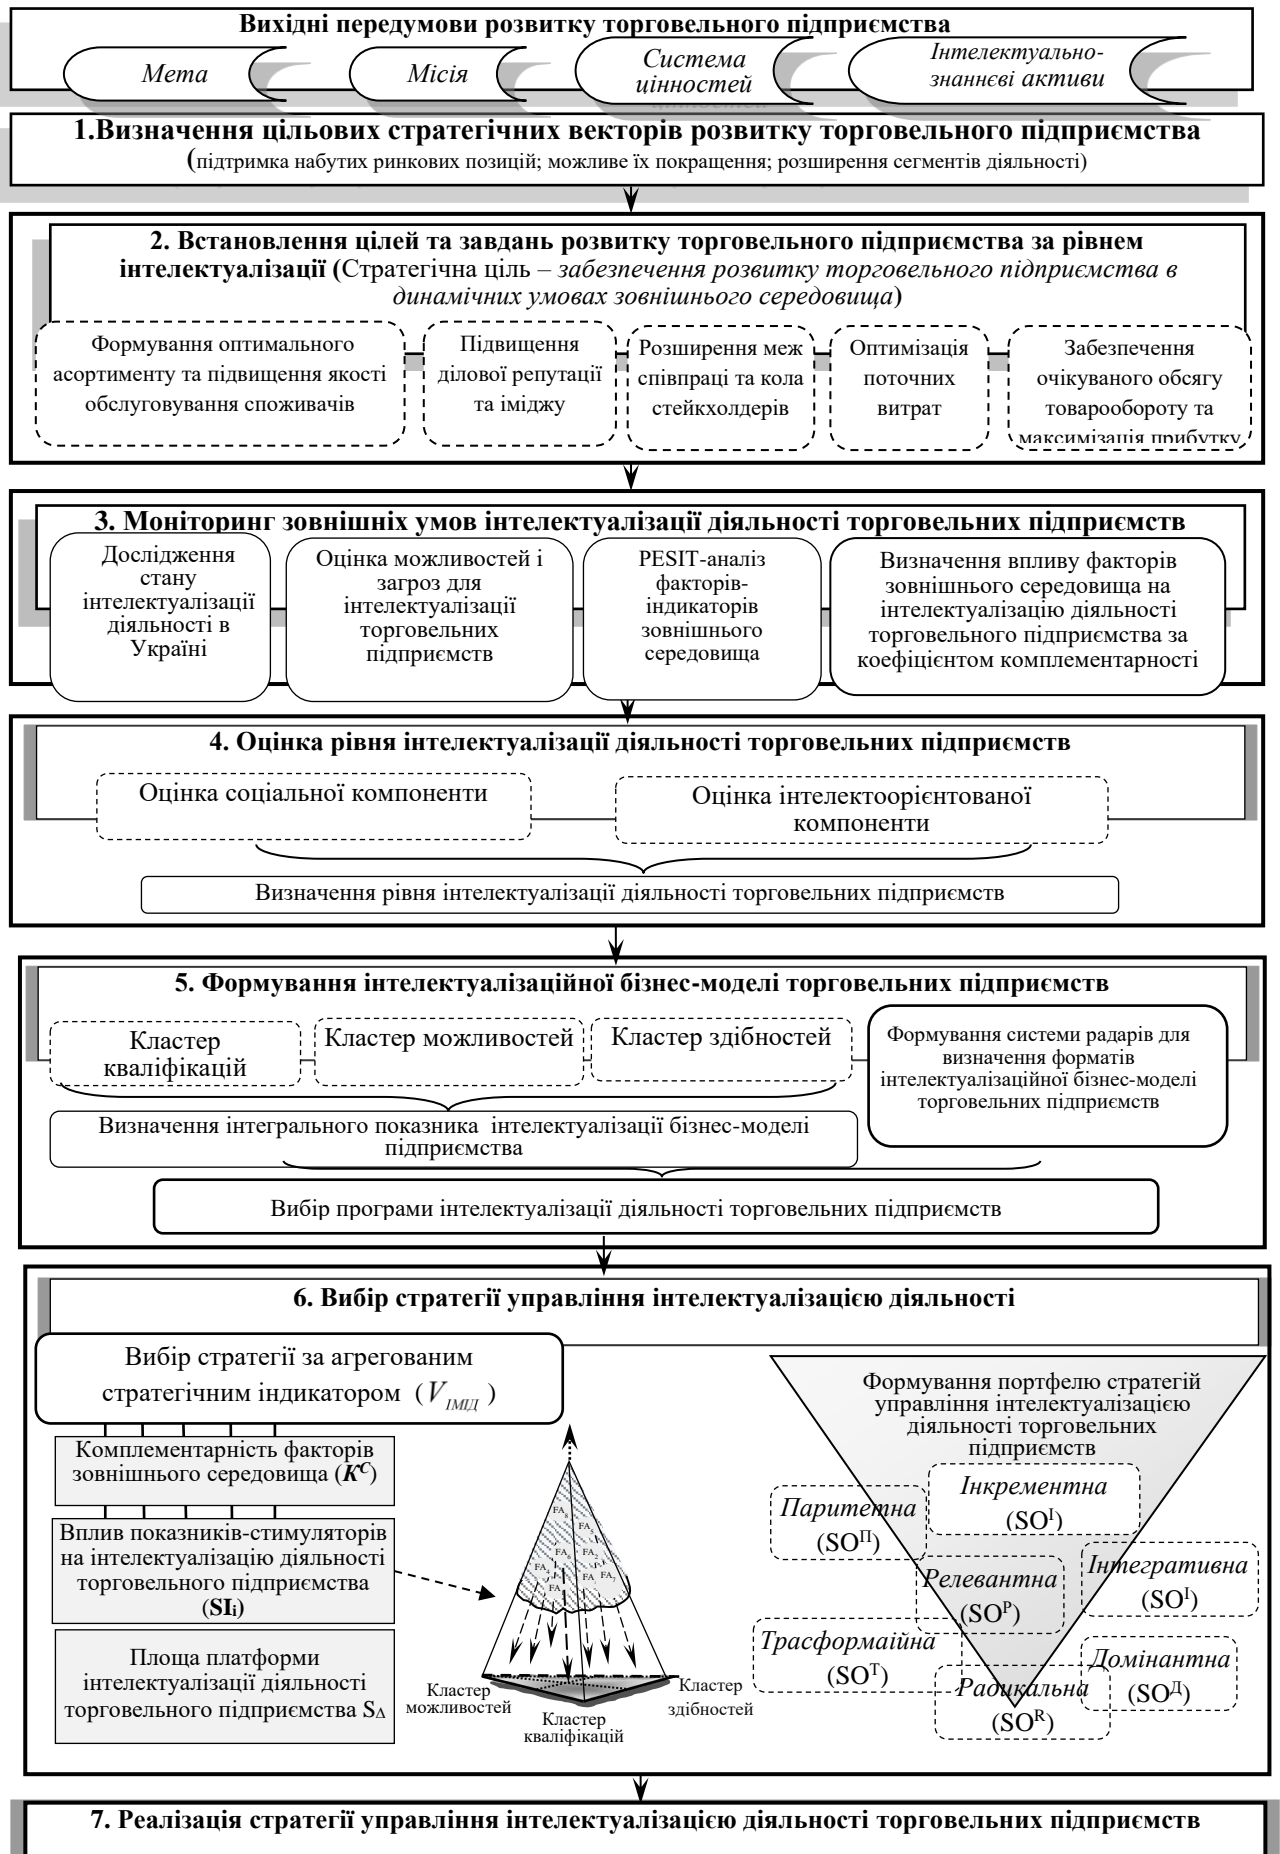 Вихідні передумови розвитку торговельного підприємства
Мета
Місія
Система
цінностей
Інтелектуально-
знаннєві активи
1.Визначення цільових стратегічних векторів розвитку торговельного підприємства
(підтримка набутих ринкових позицій; можливе їх покращення; розширення сегментів діяльності)
2. Встановлення цілей та завдань розвитку торговельного підприємства за рівнем
інтелектуалізації (Стратегічна ціль – забезпечення розвитку торговельного підприємства в
динамічних умовах зовнішнього середовища)
Формування оптимального
асортименту та підвищення якості
обслуговування споживачів
Підвищення
ділової репутації
та іміджу
Розширення меж
співпраці та кола
стейкхолдерів
Оптимізація
поточних
витрат
Забезпечення
очікуваного обсягу
товарообороту та
максимізація прибутку
3. Моніторинг зовнішніх умов інтелектуалізації діяльності торговельних підприємств
Дослідження
стану
інтелектуалізації
діяльності в
Україні
Оцінка можливостей і
загроз для
інтелектуалізації
торговельних
підприємств
PESIT-аналіз
факторів-
індикаторів
зовнішнього
середовища
Визначення впливу факторів
зовнішнього середовища на
інтелектуалізацію діяльності
торговельного підприємства за
коефіцієнтом комплементарності
4. Оцінка рівня інтелектуалізації діяльності торговельних підприємств
Оцінка соціальної компоненти
Оцінка інтелектоорієнтованої
компоненти
Визначення рівня інтелектуалізації діяльності торговельних підприємств
5. Формування інтелектуалізаційної бізнес-моделі торговельних підприємств
Кластер
кваліфікацій
Кластер можливостей
Кластер здібностей
Формування системи радарів для
визначення форматів
інтелектуалізаційної бізнес-моделі
торговельних підприємств
Визначення інтегрального показника інтелектуалізації бізнес-моделі
підприємства
Вибір програми інтелектуалізації діяльності торговельних підприємств
6. Вибір стратегії управління інтелектуалізацією діяльності
Вибір стратегії за агрегованим
стратегічним індикатором (V ІМІД )
Комплементарність факторів
зовнішнього середовища (K^C)
Вплив показників-стимуляторів
на інтелектуалізацію діяльності
торговельного підприємства
(SIi)
Площа платформи
інтелектуалізації діяльності
торговельного підприємства SΔ
Кластер
можливостей
Кластер
кваліфікацій
Кластер
здібностей
Формування портфелю стратегій
управління інтелектуалізацією
діяльності торговельних
підприємств
Інкрементна
(SO^І)
Паритетна
(SO^П)
Релевантна
(SO^Р)
Інтегративна
(SO^І)
Трасформаійна
(SO^Т)
Домінантна
(SO^Д)
Радикальна
(SO^R)
7. Реалізація стратегії управління інтелектуалізацією діяльності торговельних підприємств